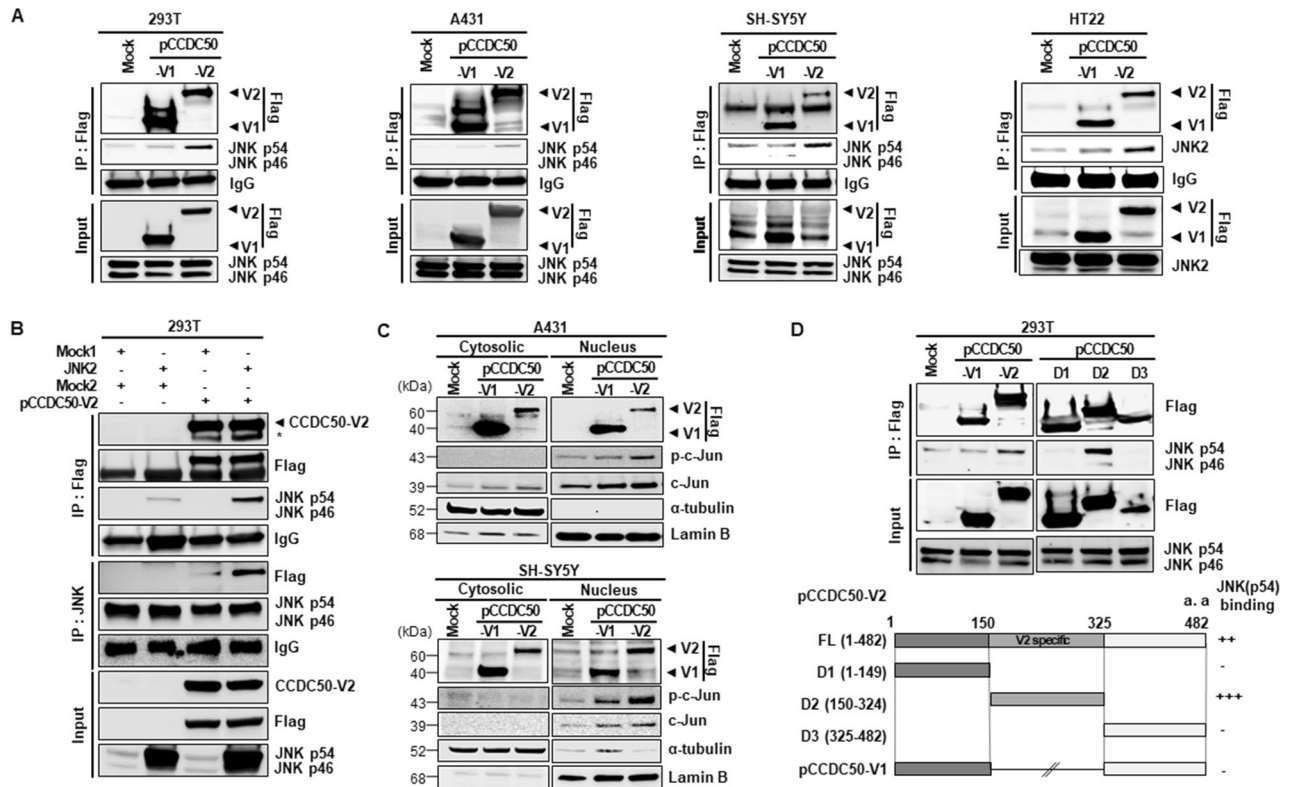 A
293T
Mock
pCCDC50
-V1
-V2
IP : Flag
◄ V2
◄ V1
Flag
JNK p54
JNK p46
IgG
Input
◄ V2
◄ V1
Flag
JNK p54
JNK p46
A431
Mock
pCCDC50
-V1
-V2
IP : Flag
◄ V2
◄ V1
Flag
JNK p54
JNK p46
IgG
Input
◄ V2
◄ V1
Flag
JNK p54
JNK p46
SH-SY5Y
Mock
pCCDC50
-V1
-V2
IP : Flag
◄ V2
◄ V1
Flag
JNK p54
JNK p46
IgG
Input
◄ V2
◄ V1
Flag
JNK p54
JNK p46
HT22
Mock
pCCDC50
-V1
-V2
IP : Flag
◄ V2
◄ V1
Flag
JNK2
IgG
Input
◄ V2
◄ V1
Flag
JNK2
B
293T
Mock1 + - + -
JNK2 - + - +
Mock2 + + - -
pCCDC50-V2 - - + +
IP : Flag
◄ CCDC50-V2
*
Flag
JNK p54
JNK p46
IgG
IP : JNK
Flag
JNK p54
JNK p46
IgG
Input
CCDC50-V2
Flag
JNK p54
JNK p46
C
A431
Cytosolic Nucleus
(kDa)
Mock
pCCDC50
-V1 -V2
Mock
pCCDC50
-V1 -V2
60
40
◄ V2
◄ V1
Flag
43 p-c-Jun
39 c-Jun
52 α-tubulin
68 Lamin B
SH-SY5Y
Cytosolic Nucleus
(kDa)
Mock
pCCDC50
-V1 -V2
Mock
pCCDC50
-V1 -V2
60
40
◄ V2
◄ V1
Flag
43 p-c-Jun
39 c-Jun
52 α-tubulin
68 Lamin B
D
293T
Mock
pCCDC50
-V1
-V2
pCCDC50
D1 D2 D3
IP : Flag
Flag
JNK p54
JNK p46
Input
Flag
JNK p54
JNK p46
pCCDC50-V2
a. a
JNK(p54)
binding
1 150 325 482
FL (1-482) V2 specific ++
D1 (1-149) -
D2 (150-324) +++
D3 (325-482) -
pCCDC50-V1 // -